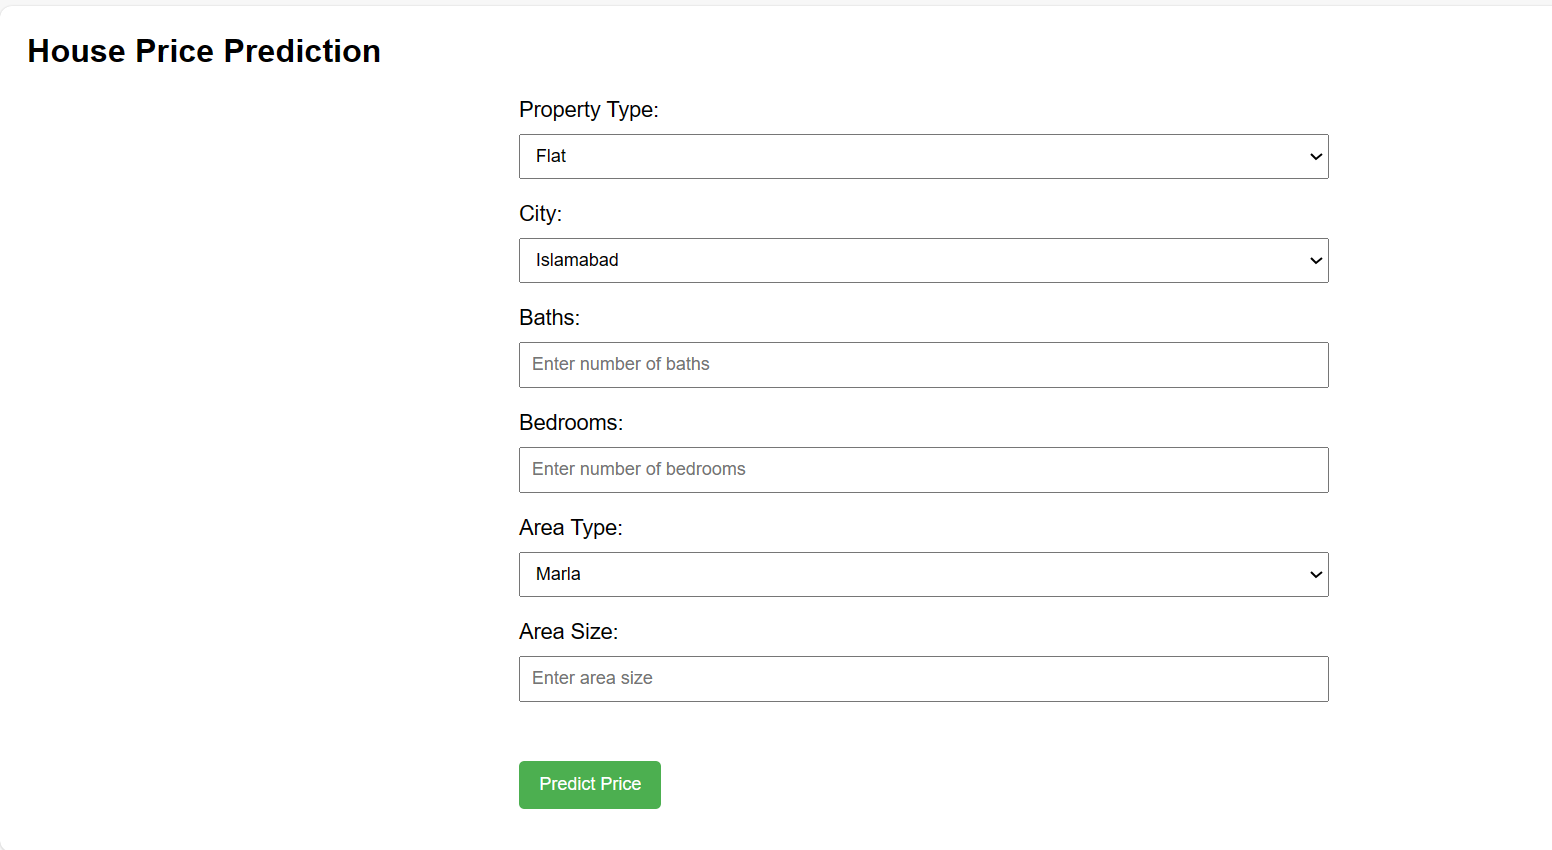 House Price Prediction
Property Type:
Flat
City:
Islamabad
Baths:
Enter number of baths
Bedrooms:
Enter number of bedrooms
Area Type:
Marla
Area Size:
Enter area size
Predict Price